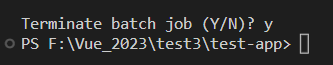 Terminate batch job (Y/N)? y
PS F:\Vue_2023\test3\test-app>